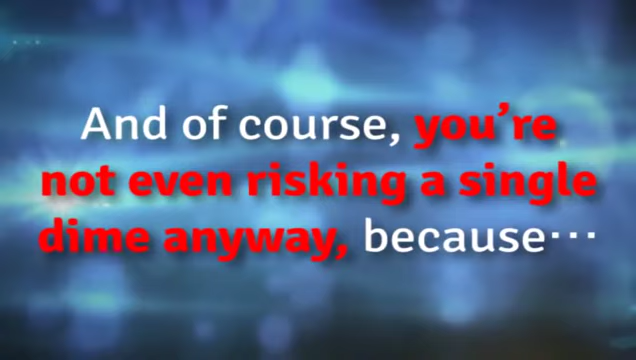 And of course, you’re
not even risking a single
dime anyway, because···